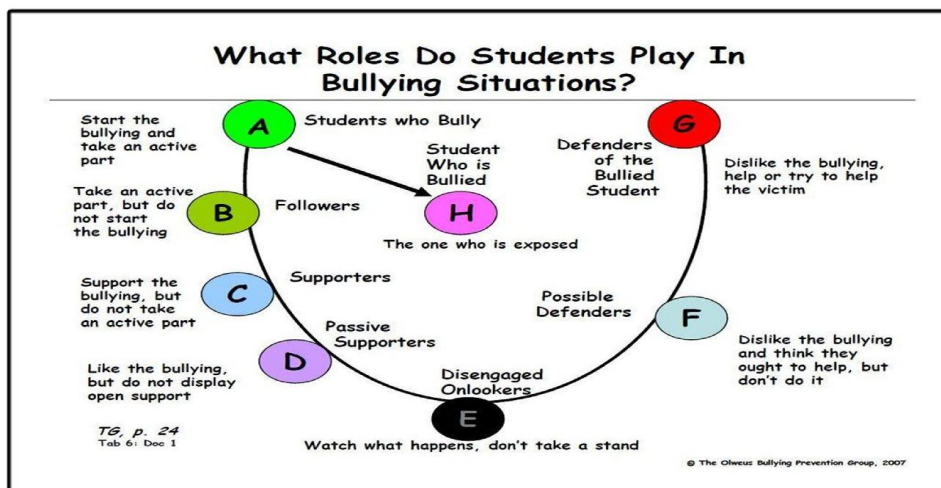 What Roles Do Students Play In
Bullying Situations?
Start the
bullying and
take an active
part
A
Students who Bully
Student
Who is
Bullied
H
The one who is exposed
Defenders
of the
Bullied
Student
G
Dislike the bullying,
help or try to help
the victim
Take an active
part, but do
not start
the bullying
B
Followers
Support the
bullying, but
do not take
an active part
C
Supporters
Possible
Defenders
F
Dislike the bullying
and think they
ought to help, but
don't do it
Like the bullying,
but do not display
open support
D
Passive
Supporters
Disengaged
Onlookers
E
Watch what happens, don't take a stand
TG, p. 24
Tab 6: Doc 1
© The Olweus Bullying Prevention Group, 2007